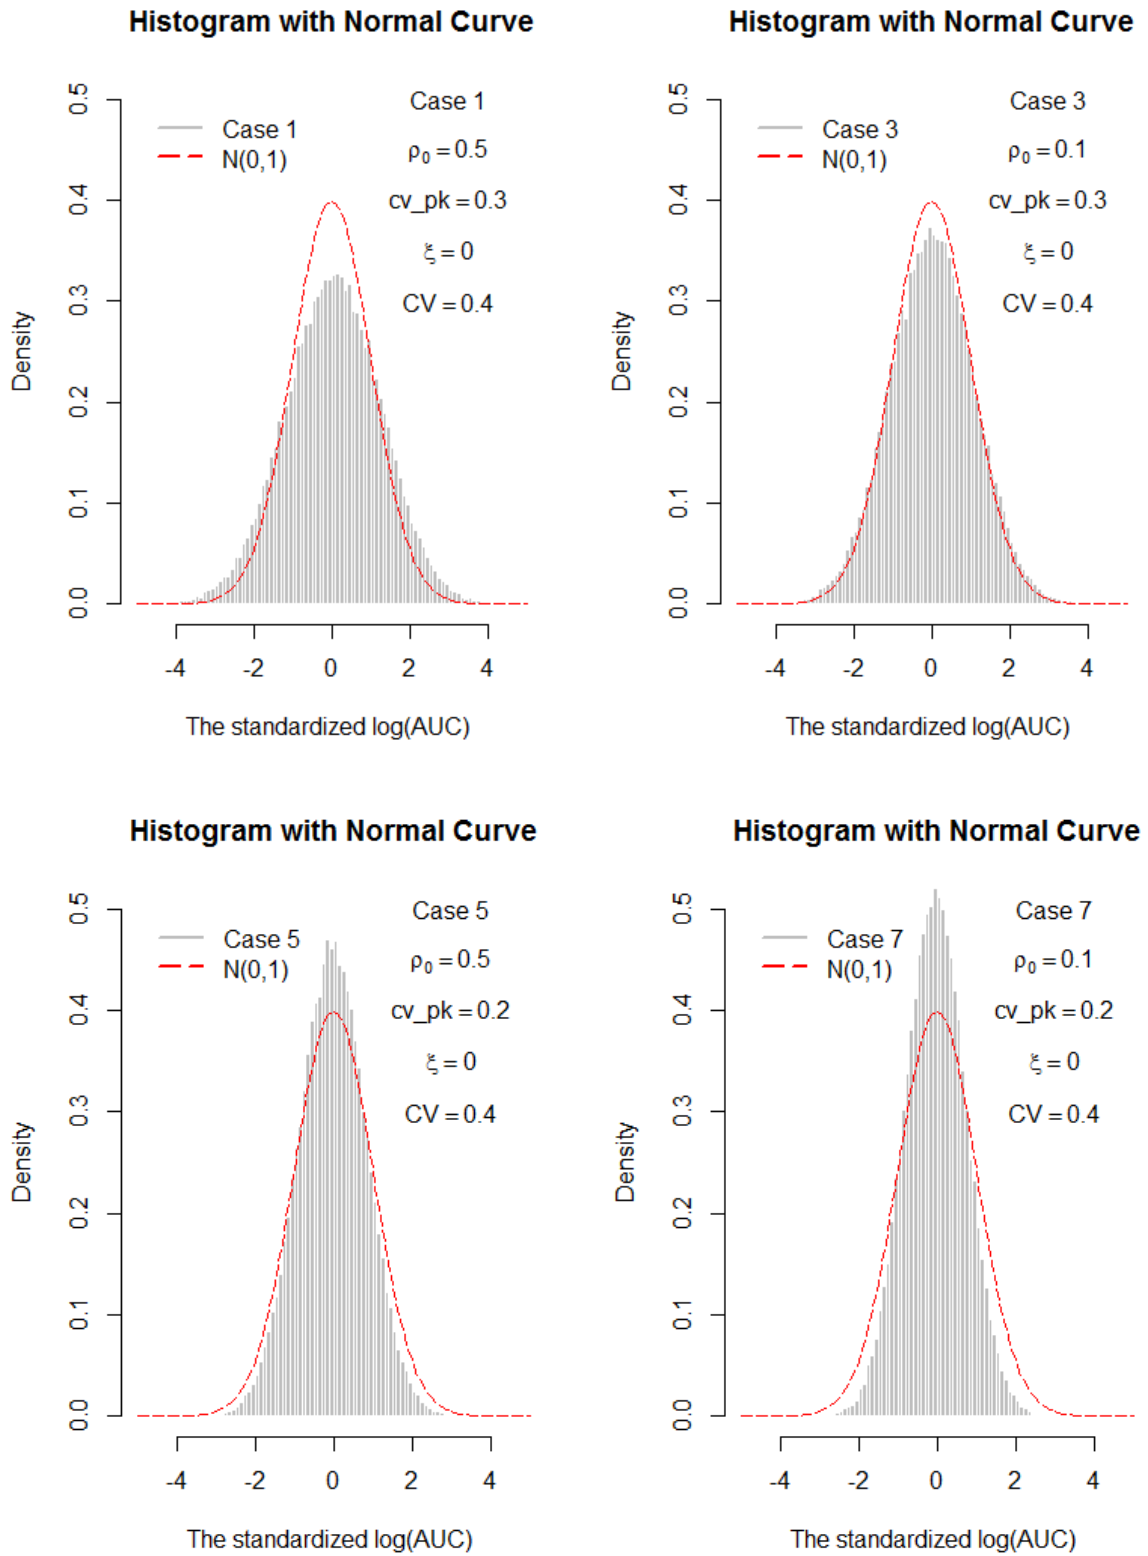 Histogram with Normal Curve
Case 1
Case 1
N(0,1)
ρ₀ = 0.5
cv_pk = 0.3
ξ = 0
CV = 0.4
Density
0.5
0.4
0.3
0.2
0.1
0.0
-4 -2 0 2 4
The standardized log(AUC)
Histogram with Normal Curve
Case 3
Case 3
N(0,1)
ρ₀ = 0.1
cv_pk = 0.3
ξ = 0
CV = 0.4
Density
0.5
0.4
0.3
0.2
0.1
0.0
-4 -2 0 2 4
The standardized log(AUC)
Histogram with Normal Curve
Case 5
Case 5
N(0,1)
ρ₀ = 0.5
cv_pk = 0.2
ξ = 0
CV = 0.4
Density
0.5
0.4
0.3
0.2
0.1
0.0
-4 -2 0 2 4
The standardized log(AUC)
Histogram with Normal Curve
Case 7
Case 7
N(0,1)
ρ₀ = 0.1
cv_pk = 0.2
ξ = 0
CV = 0.4
Density
0.5
0.4
0.3
0.2
0.1
0.0
-4 -2 0 2 4
The standardized log(AUC)